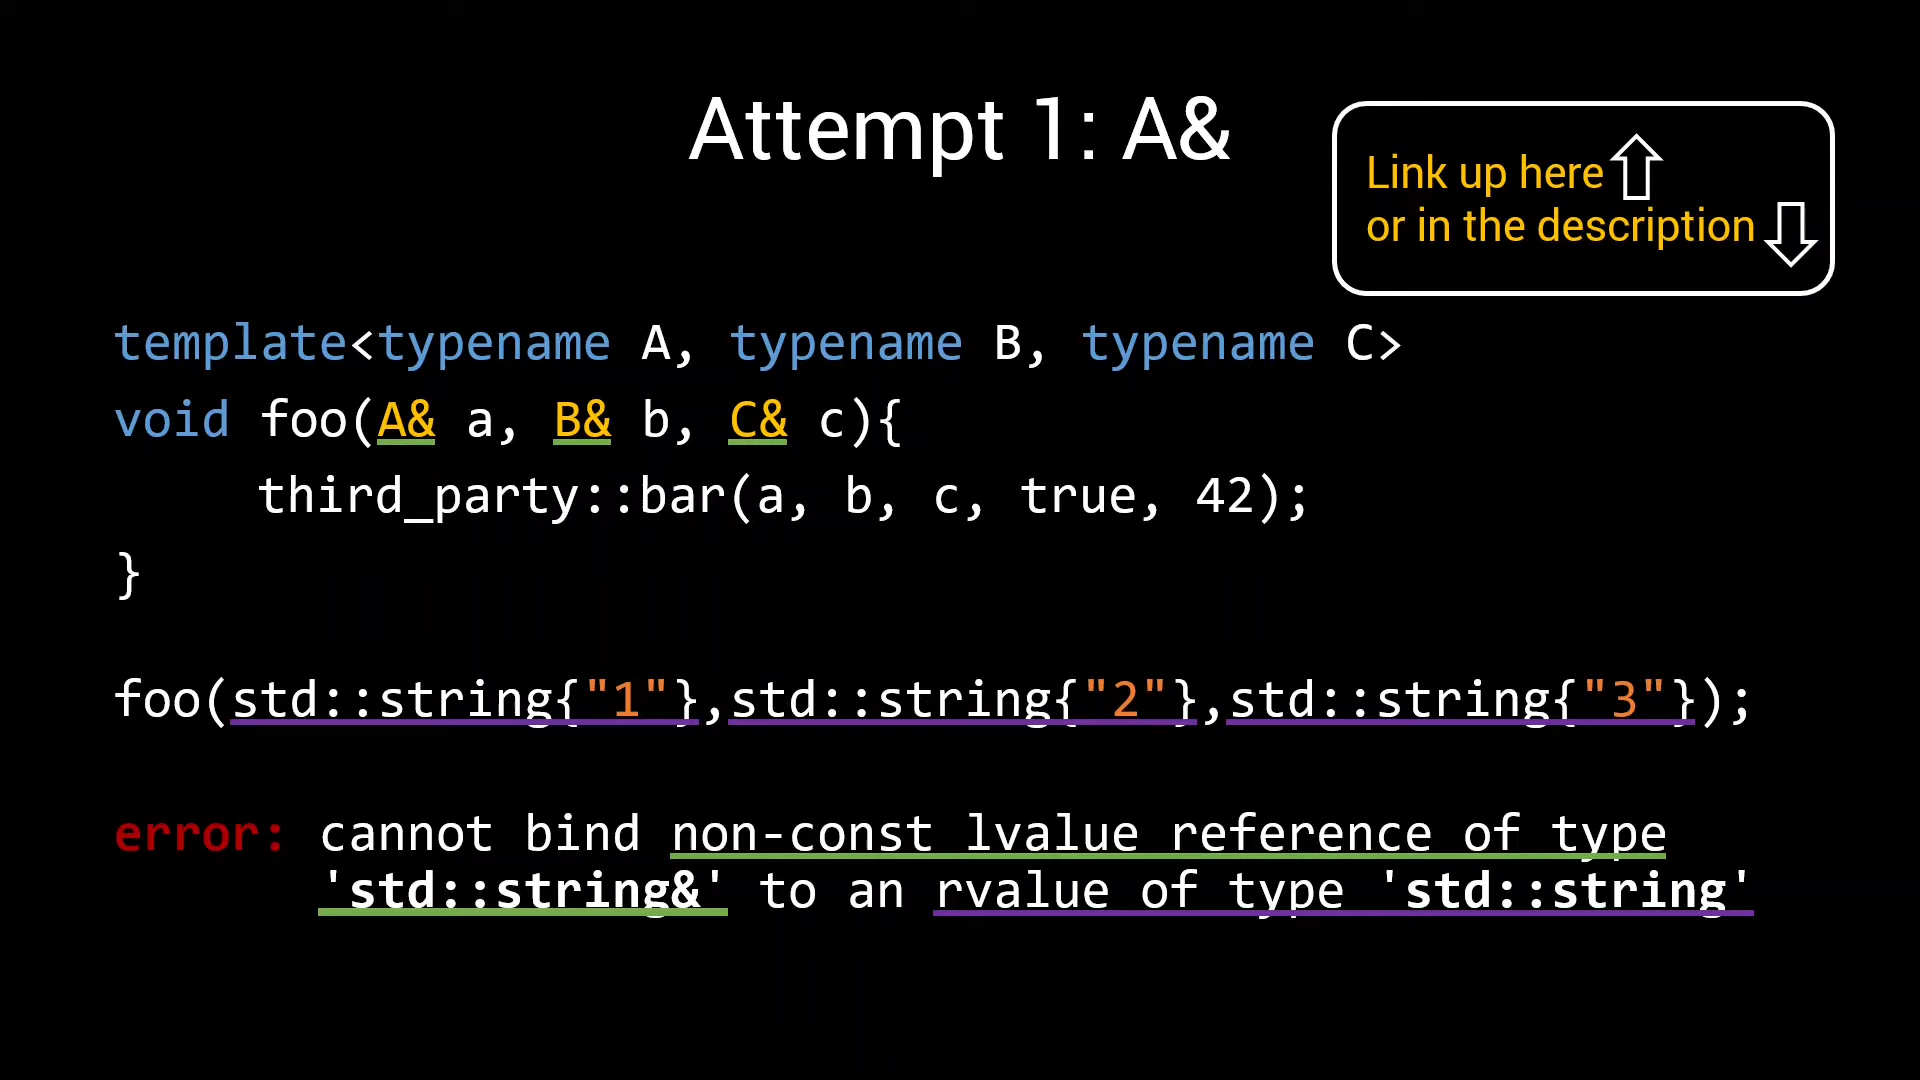 Attempt 1: A&
Link up here
or in the description
template<typename A, typename B, typename C>
void foo(A& a, B& b, C& c){
    third_party::bar(a, b, c, true, 42);
}
foo(std::string{"1"},std::string{"2"},std::string{"3"});
error: cannot bind non-const lvalue reference of type
'std::string&' to an rvalue of type 'std::string'